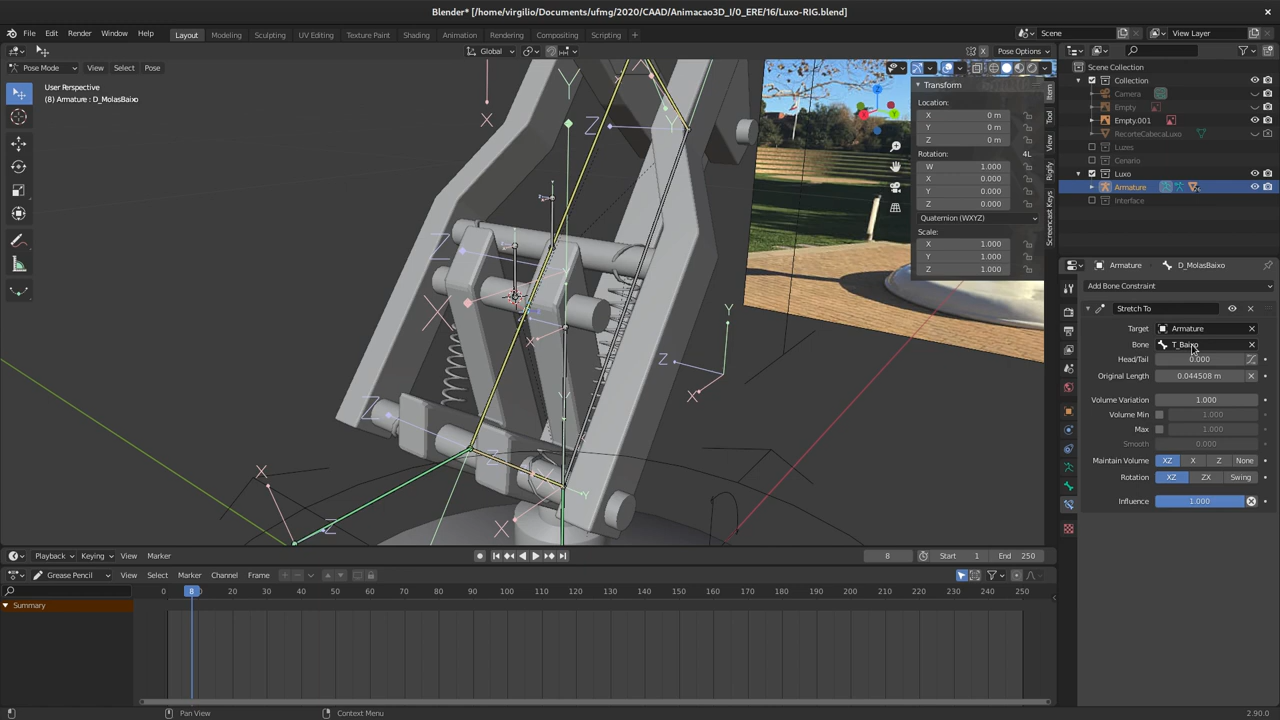 Blender* [/home/virgilio/Documents/ufmg/2020/CAAD/Animacao3D_I/0_ERE/16/Luxo-RIG.blend]
File Edit Render Window Help Layout Modeling Sculpting UV Editing Texture Paint Shading Animation Rendering Compositing Scripting + Scene View Layer
Global X Pose Options
Pose Mode View Select Pose
User Perspective
(8) Armature : D_MolasBaixo
Transform
Location:
X 0 m
Y 0 m
Z 0 m
Rotation: 4L
W 1.000
X 0.000
Y 0.000
Z 0.000
Quaternion (WXYZ)
Scale:
X 1.000
Y 1.000
Z 1.000
Item
Tool
View
Rigify
Screencast Keys
Scene Collection
Collection
Camera
Empty
Empty.001
RecorteCabecaLuxo
Luzes
Cenario
Luxo
Armature
Interface
Armature D_MolasBaixo
Add Bone Constraint
Stretch To
Target Armature
Bone T_Baixo
Head/Tail 0.000
Original Length 0.044508 m
Volume Variation 1.000
Volume Min 1.000
Max 1.000
Smooth 0.000
Maintain Volume XZ X Z None
Rotation XZ ZX Swing
Influence 1.000
Playback Keying View Marker 8 Start 1 End 250
Grease Pencil View Select Marker Channel Frame
0 8 20 30 40 50 60 70 80 90 100 110 120 130 140 150 160 170 180 190 200 210 220 230 240 250
Summary
Pan View Context Menu 2.90.0